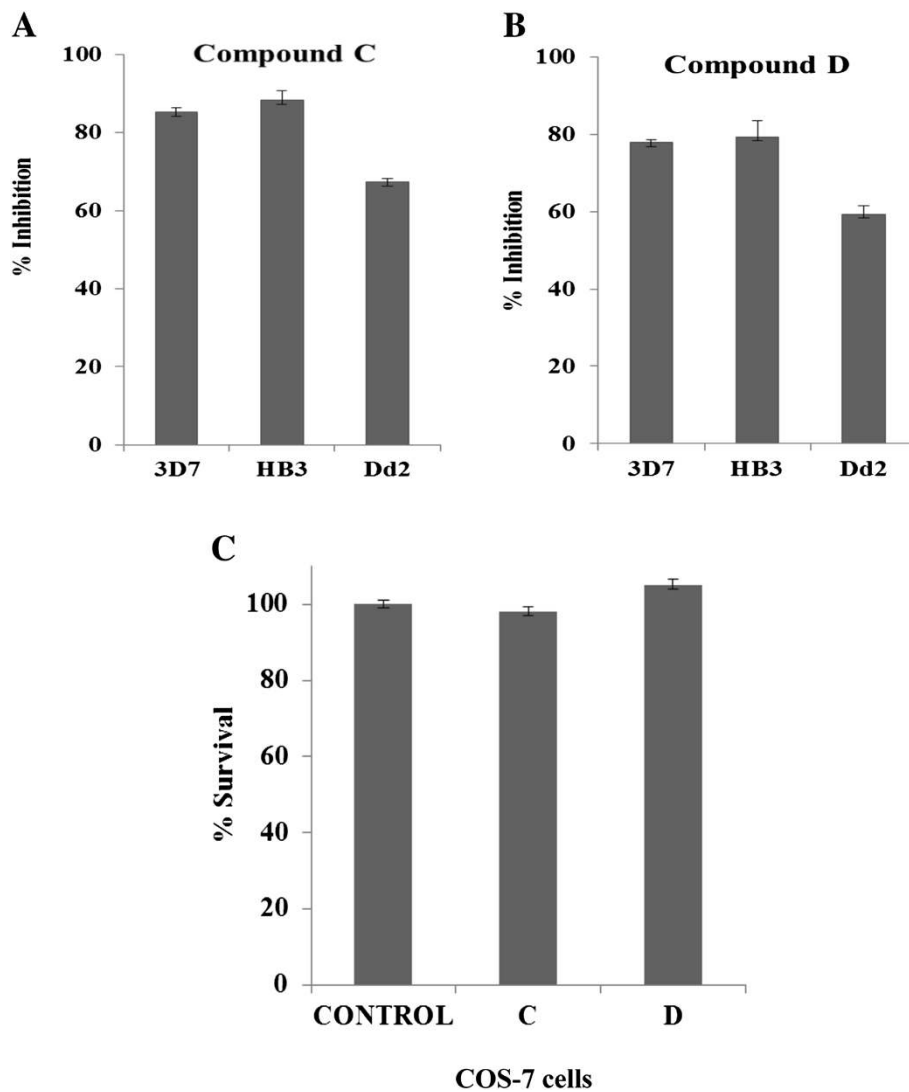 A
Compound C
% Inhibition
100
80
60
40
20
0
3D7 HB3 Dd2
B
Compound D
% Inhibition
100
80
60
40
20
0
3D7 HB3 Dd2
C
% Survival
100
80
60
40
20
0
CONTROL C D
COS-7 cells